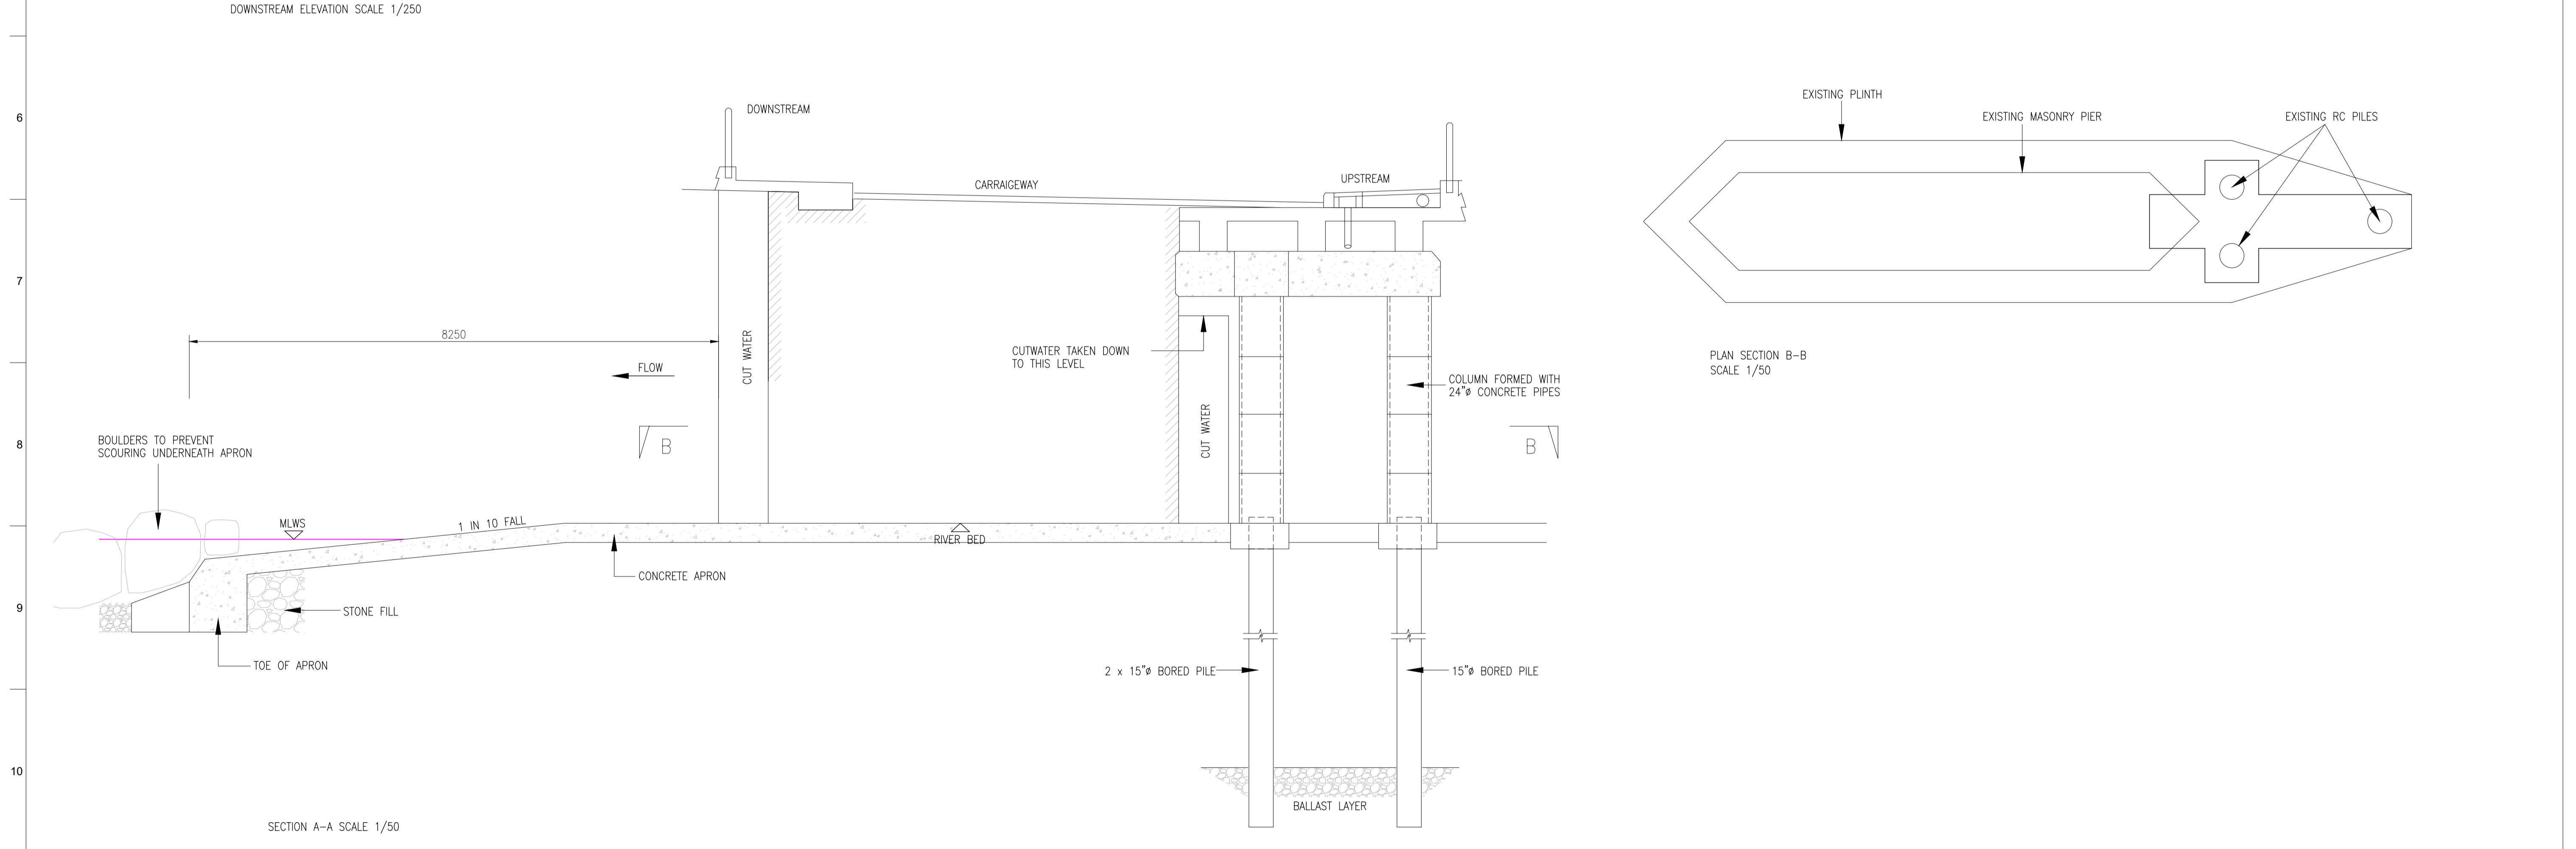 DOWNSTREAM ELEVATION SCALE 1/250
6
7
8
9
10
DOWNSTREAM
CARRAIGEWAY
UPSTREAM
8250
FLOW
CUT WATER
CUTWATER TAKEN DOWN
TO THIS LEVEL
CUT WATER
COLUMN FORMED WITH
24"ø CONCRETE PIPES
B
B
BOULDERS TO PREVENT
SCOURING UNDERNEATH APRON
MLWS
1 IN 10 FALL
RIVER BED
CONCRETE APRON
STONE FILL
TOE OF APRON
2 x 15"ø BORED PILE
15"ø BORED PILE
BALLAST LAYER
SECTION A-A SCALE 1/50
EXISTING PLINTH
EXISTING MASONRY PIER
EXISTING RC PILES
PLAN SECTION B-B
SCALE 1/50